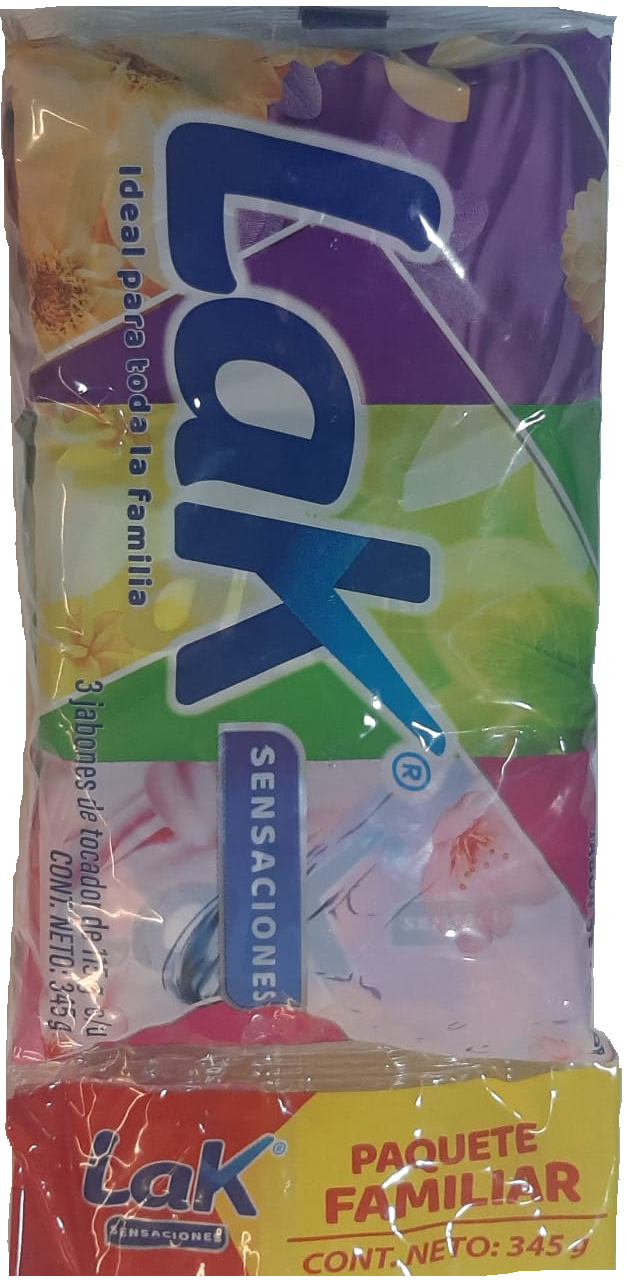 Lak®
Ideal para toda la familia
SENSACIONES
3 jabones de tocador de 115 g c/u
CONT. NETO: 345 g
Lak®
SENSACIONES
PAQUETE
FAMILIAR
CONT. NETO: 345 g